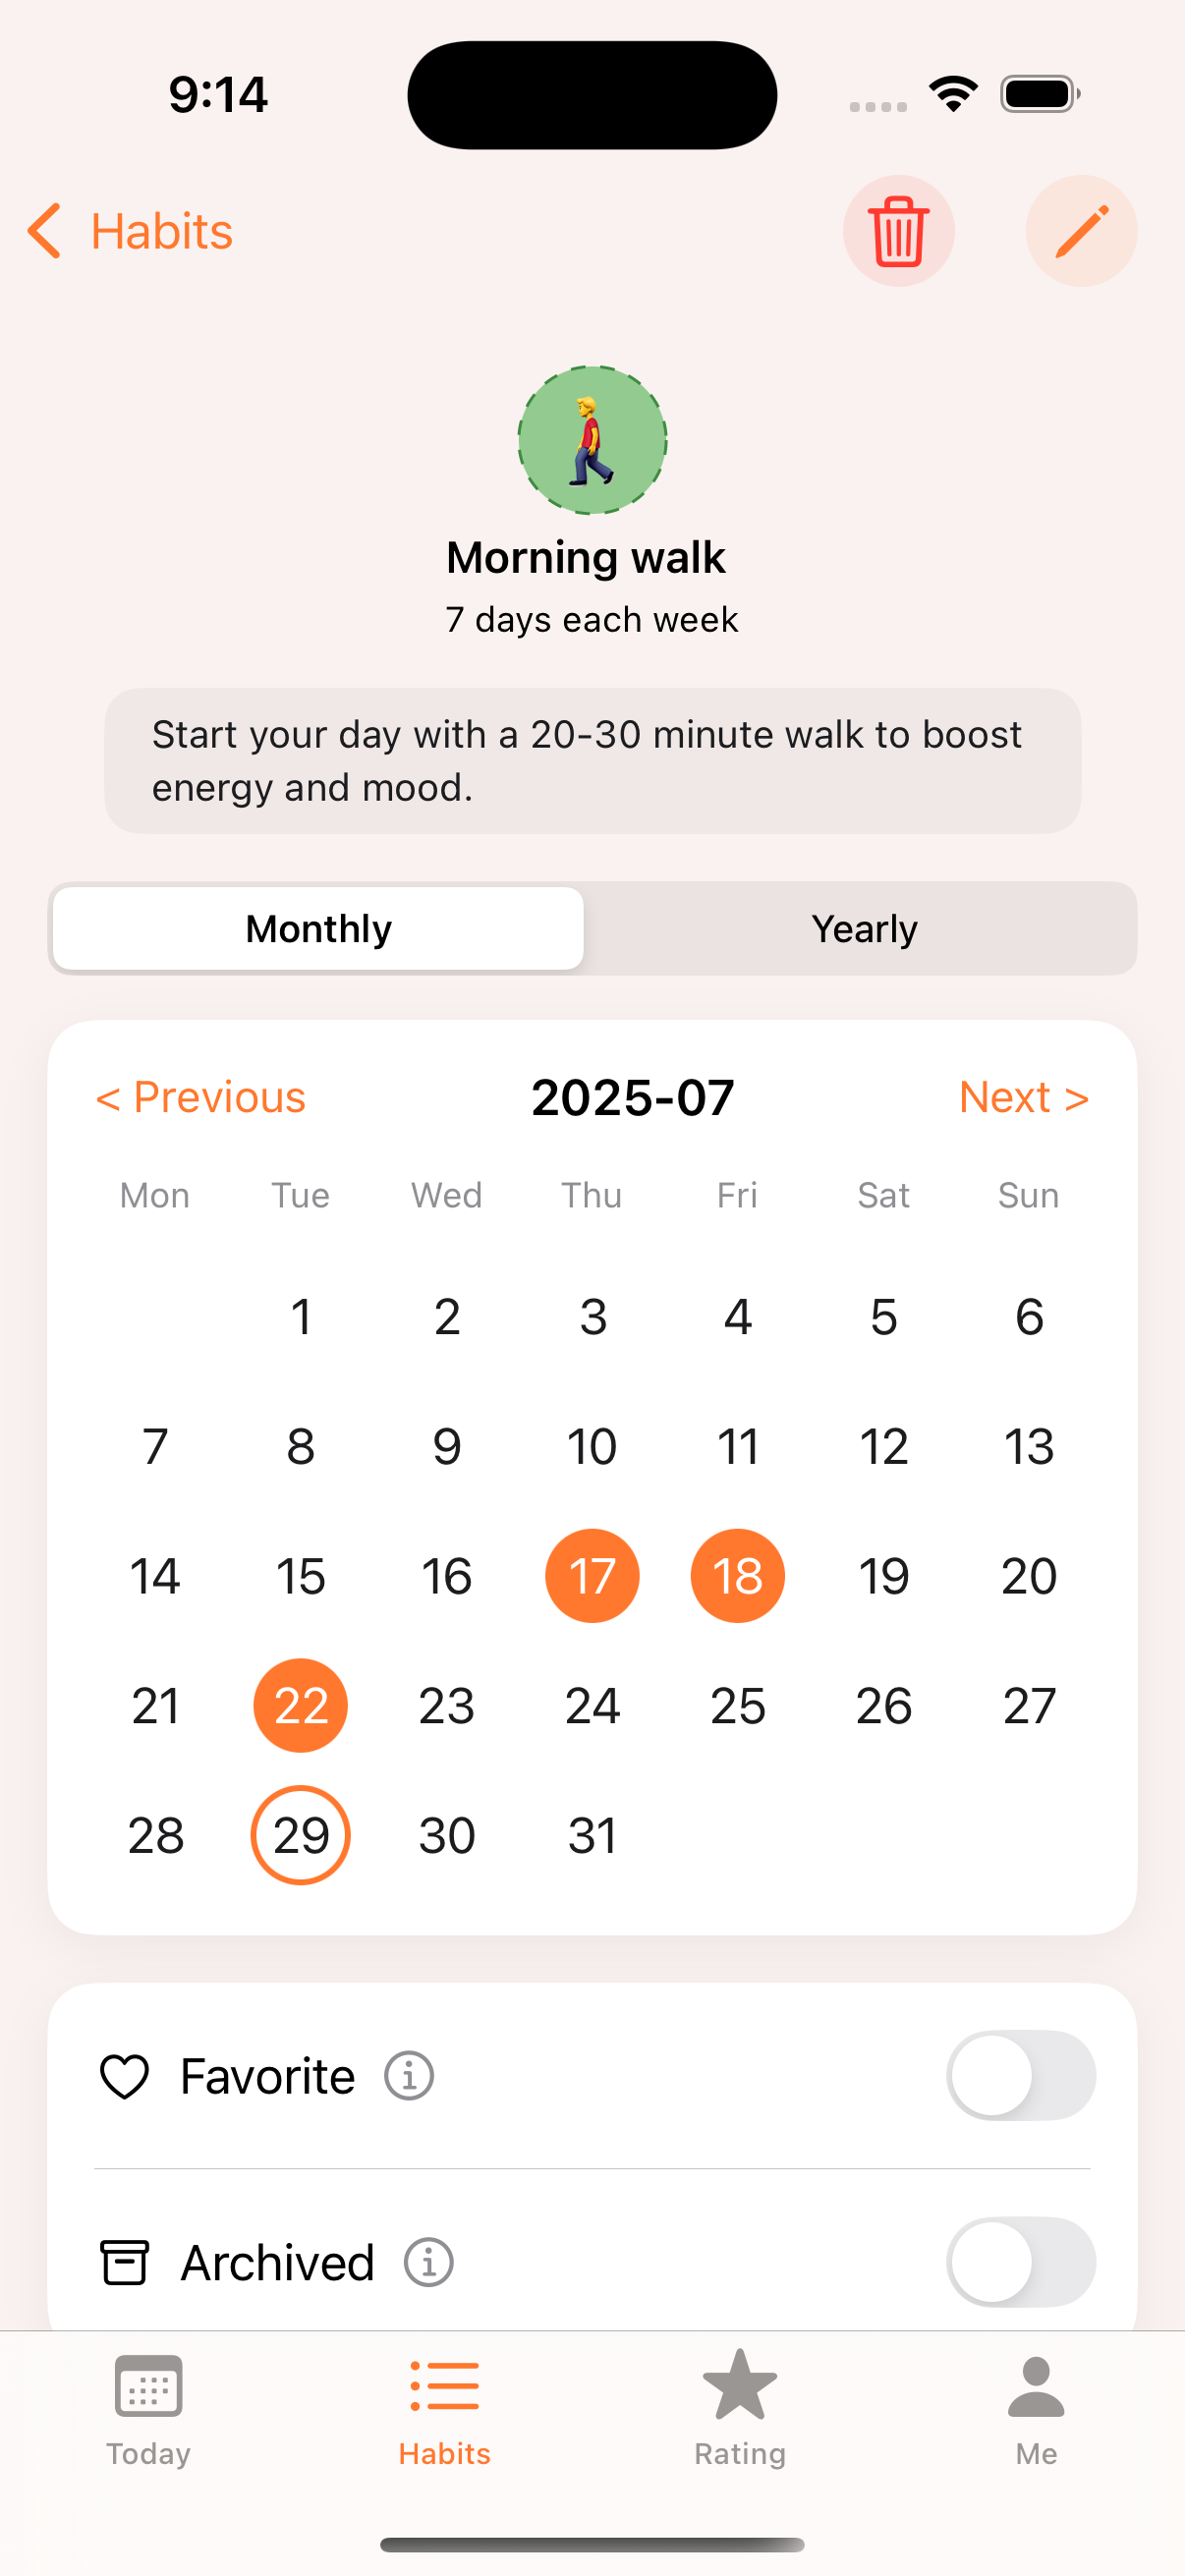 9:14
Habits
Morning walk
7 days each week
Start your day with a 20-30 minute walk to boost
energy and mood.
Monthly Yearly
< Previous 2025-07 Next >
Mon Tue Wed Thu Fri Sat Sun
1 2 3 4 5 6
7 8 9 10 11 12 13
14 15 16 17 18 19 20
21 22 23 24 25 26 27
28 29 30 31
Favorite
Archived
Today Habits Rating Me